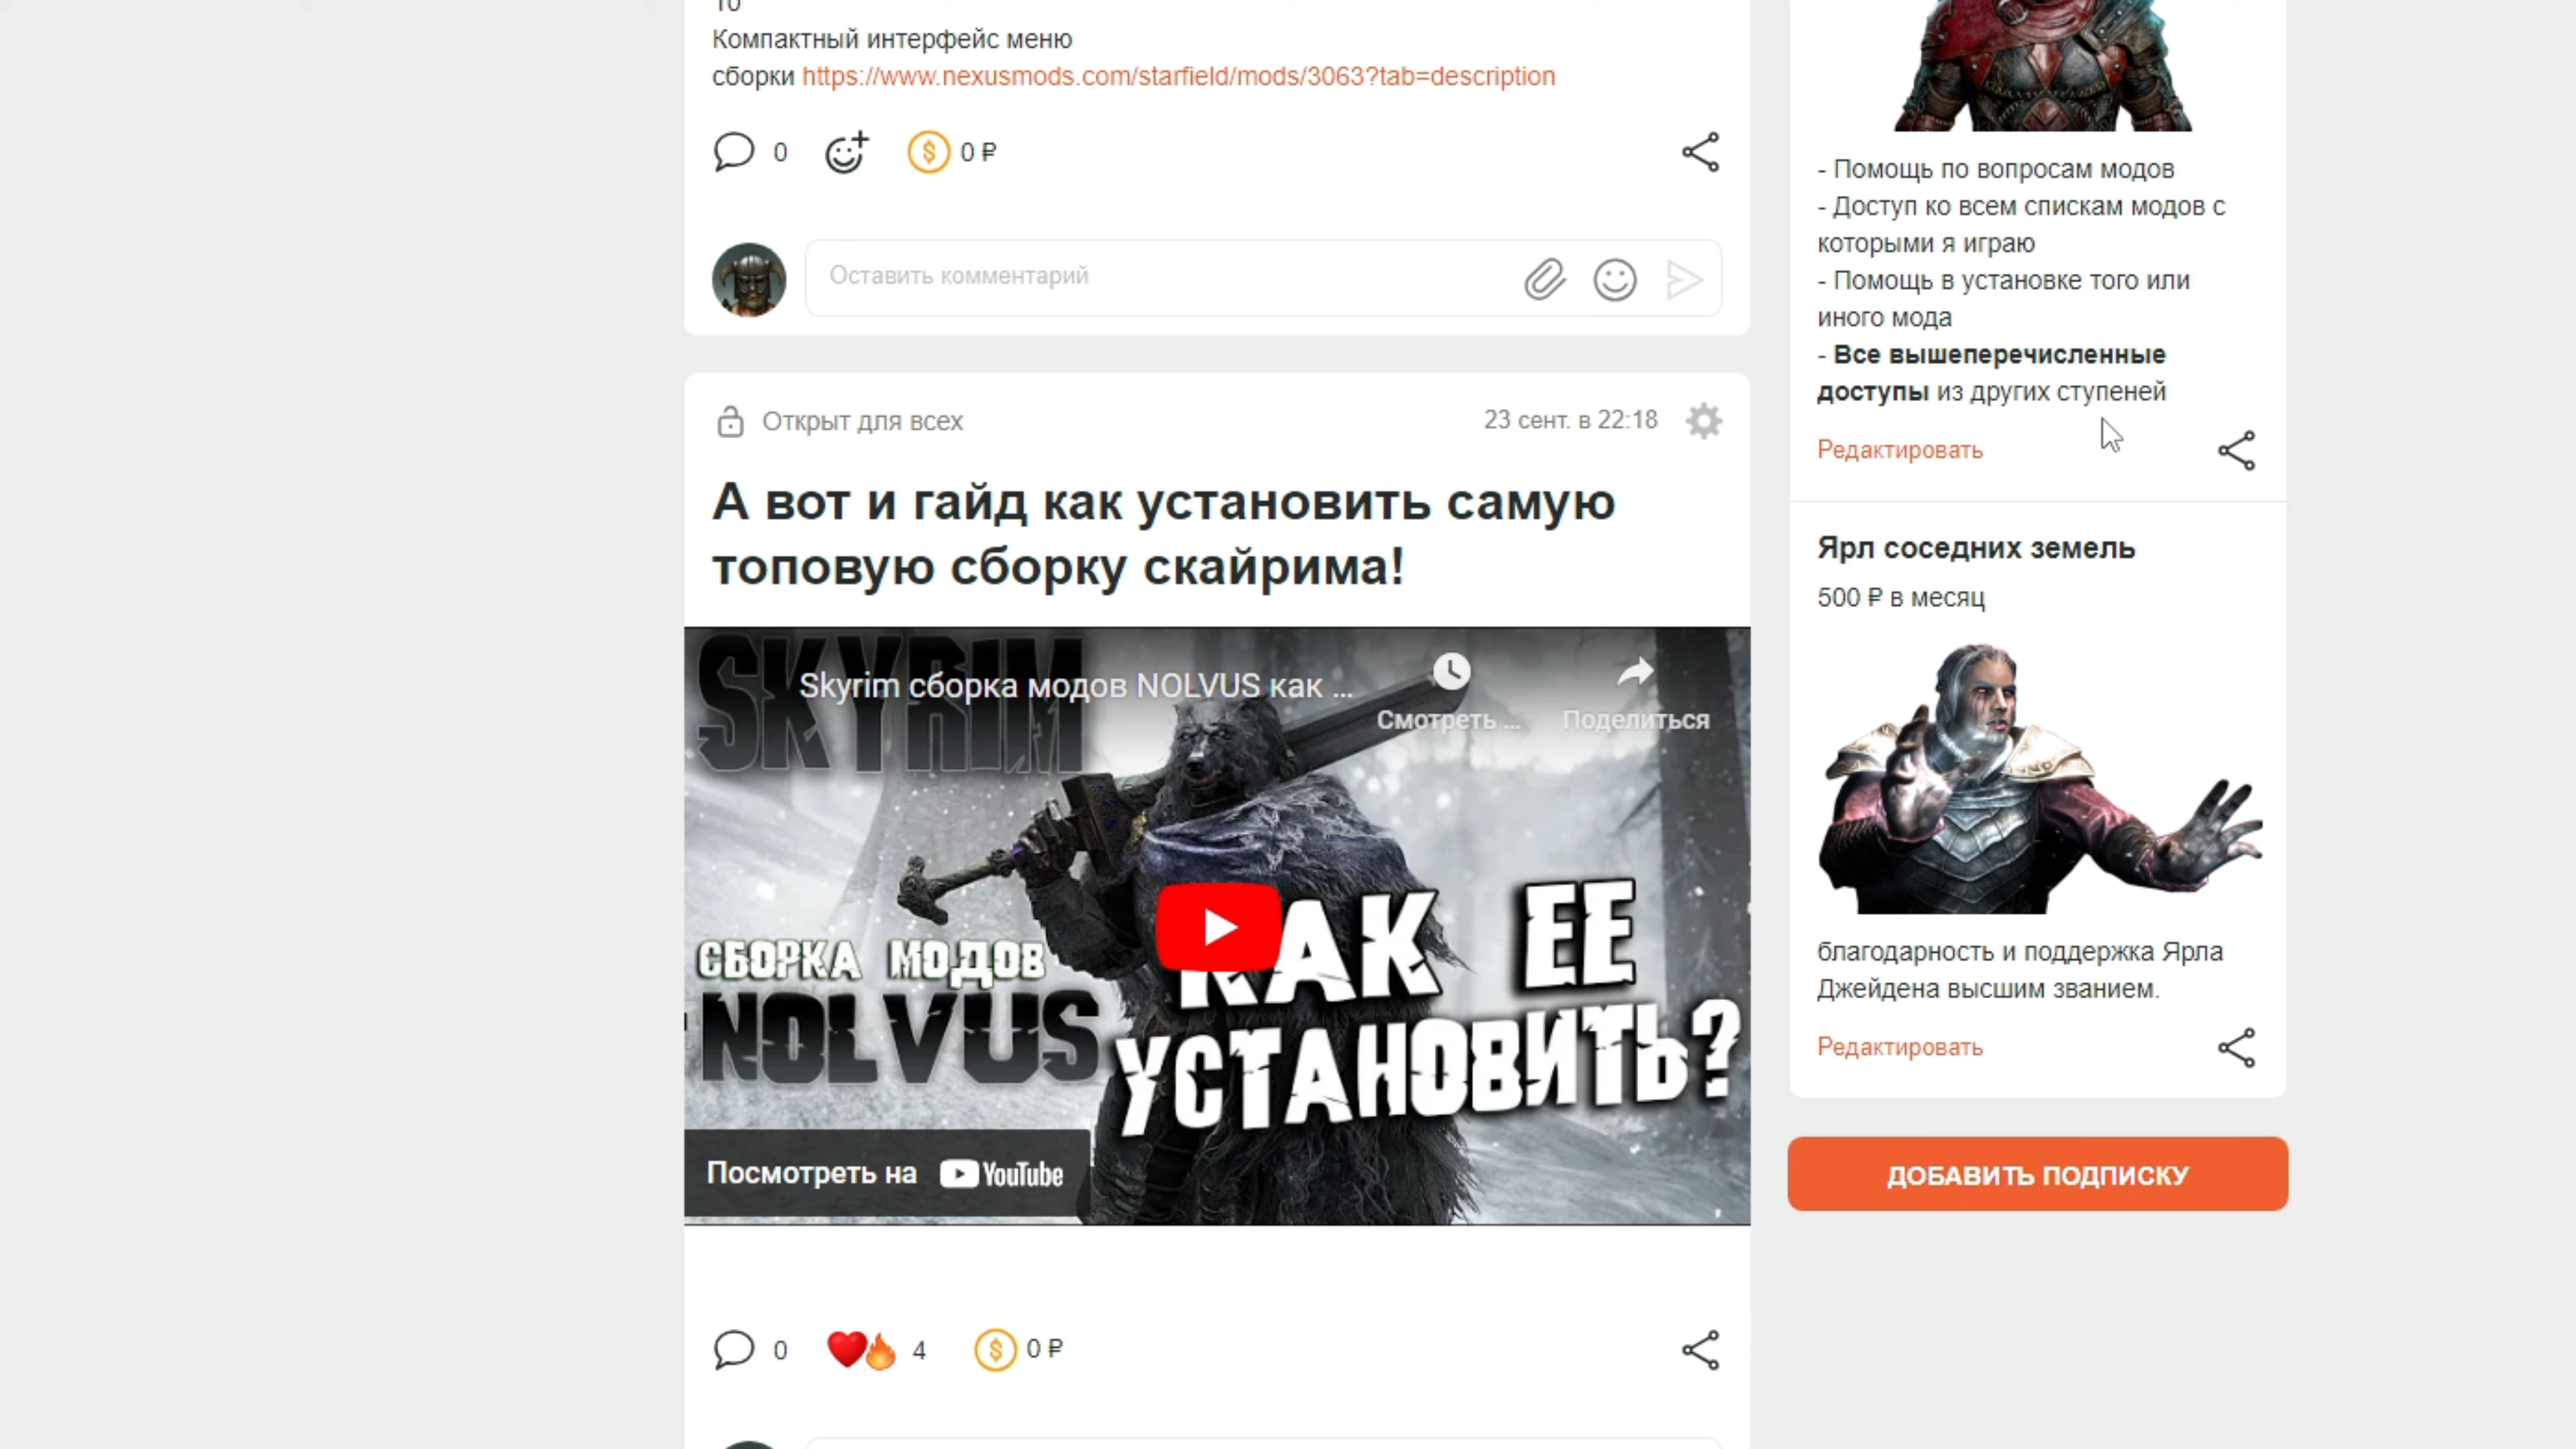 10
Компактный интерфейс меню
сборки https://www.nexusmods.com/starfield/mods/3063?tab=description
0
0 ₽
Оставить комментарий
Открыт для всех
23 сент. в 22:18
А вот и гайд как установить самую
топовую сборку скайрима!
SKYRIM
Skyrim сборка модов NOLVUS как ...
Смотреть ...
Поделиться
СБОРКА МОДОВ
NOLVUS
КАК ЕЕ
УСТАНОВИТЬ?
Посмотреть на YouTube
0
4
0 ₽
- Помощь по вопросам модов
- Доступ ко всем спискам модов с
которыми я играю
- Помощь в установке того или
иного мода
- Все вышеперечисленные
доступы из других ступеней
Редактировать
Ярл соседних земель
500 ₽ в месяц
благодарность и поддержка Ярла
Джейдена высшим званием.
Редактировать
ДОБАВИТЬ ПОДПИСКУ